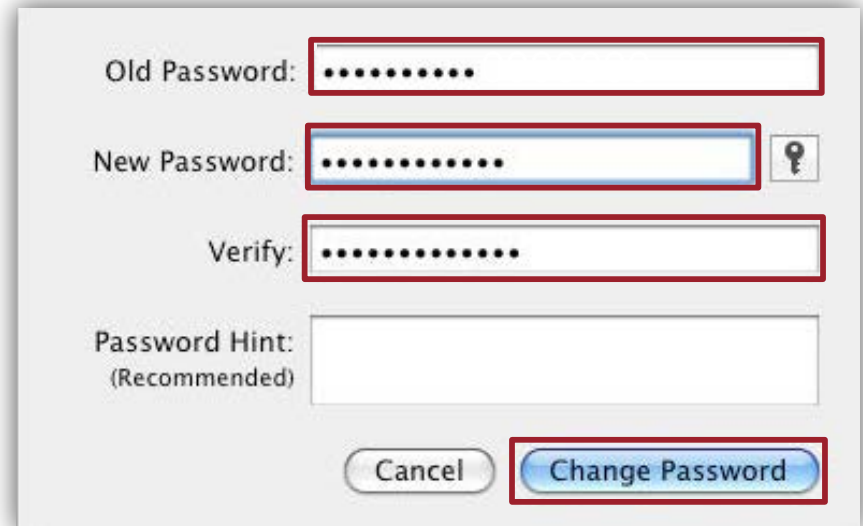 Old Password: ••••••••••
New Password: ••••••••••••
Verify: •••••••••••••
Password Hint:
(Recommended)
Cancel Change Password